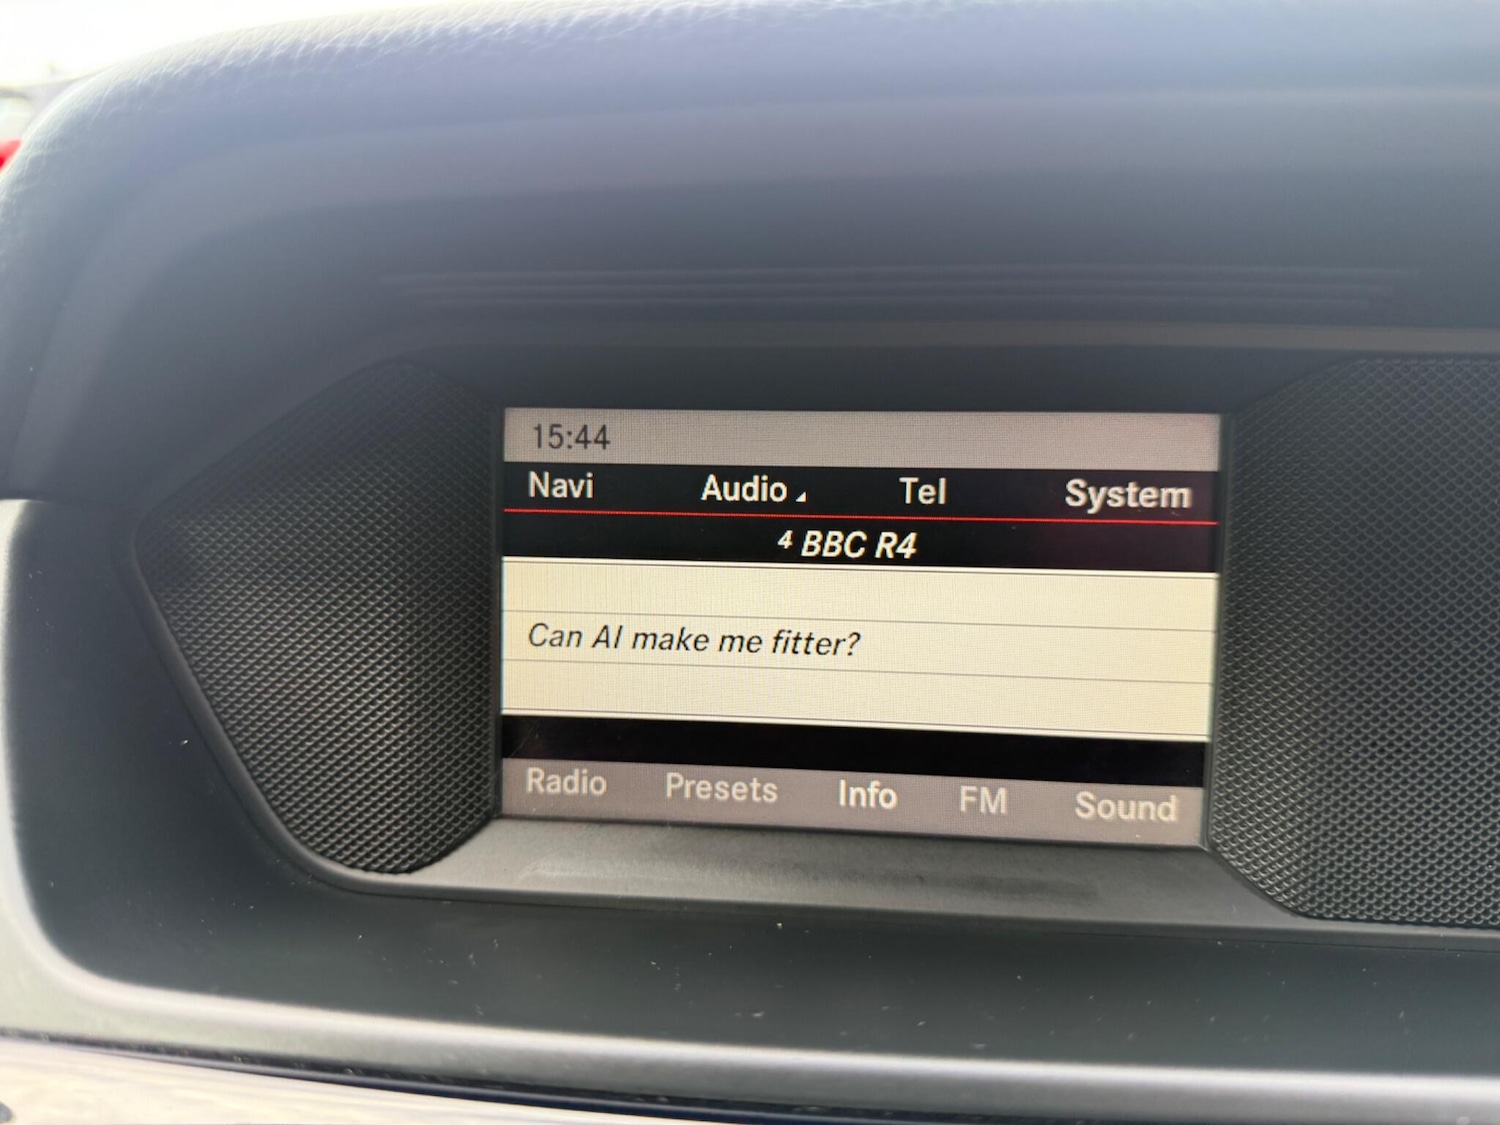 15:44
Navi Audio Tel System
4 BBC R4
Can AI make me fitter?
Radio Presets Info FM Sound